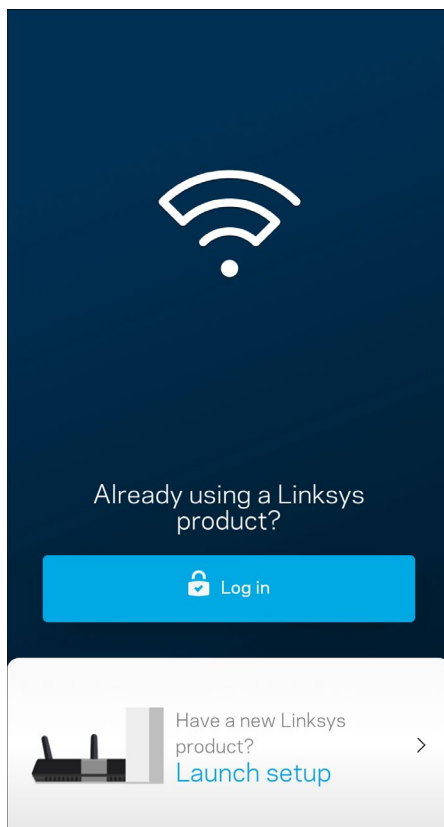 Already using a Linksys
product?
Log in
Have a new Linksys
product?
Launch setup